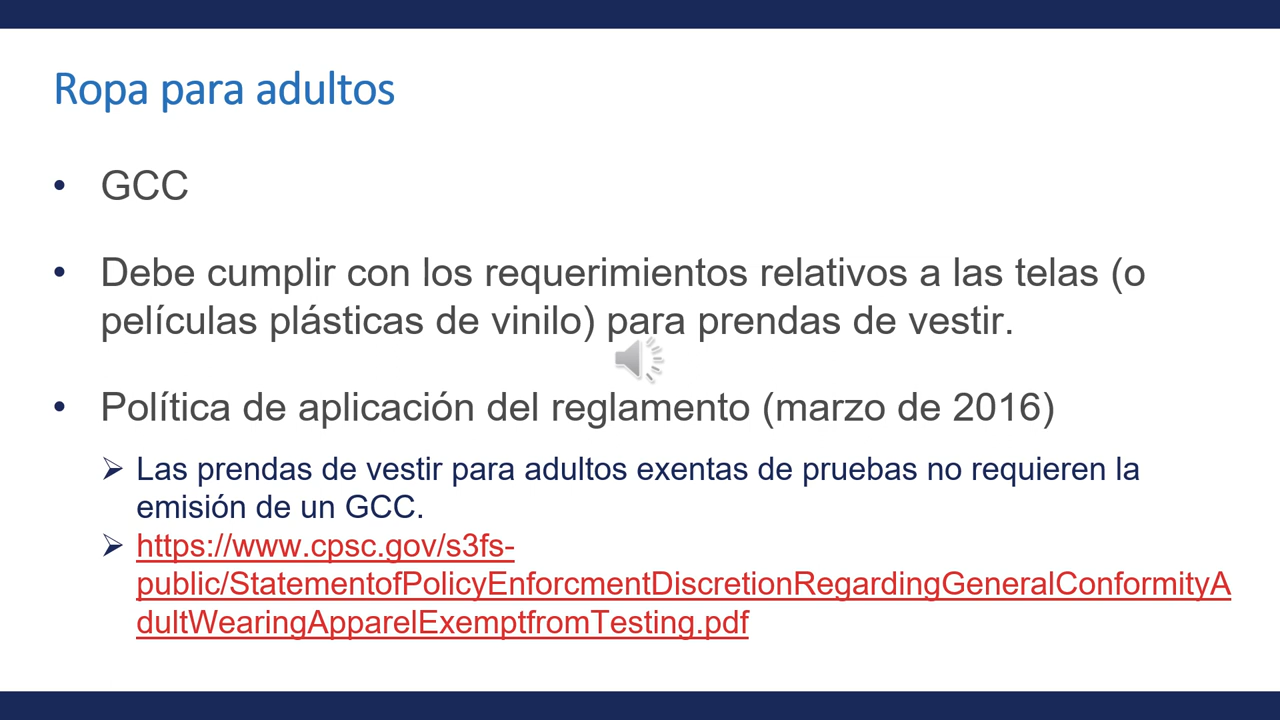 Ropa para adultos
• GCC
• Debe cumplir con los requerimientos relativos a las telas (o
películas plásticas de vinilo) para prendas de vestir.
• Política de aplicación del reglamento (marzo de 2016)
➢ Las prendas de vestir para adultos exentas de pruebas no requieren la
emisión de un GCC.
➢ https://www.cpsc.gov/s3fs-
public/StatementofPolicyEnforcmentDiscretionRegardingGeneralConformityA
dultWearingApparelExemptfromTesting.pdf